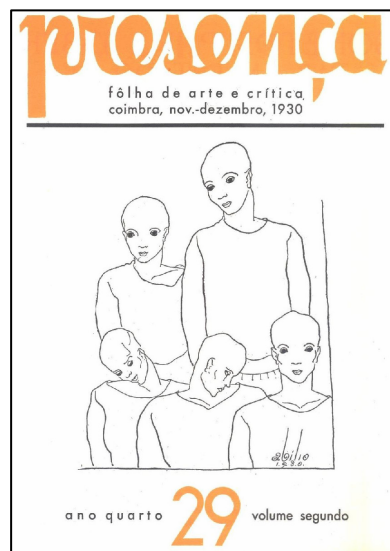 presença
fôlha de arte e crítica
coimbra, nov.-dezembro, 1930
ano quarto 29 volume segundo